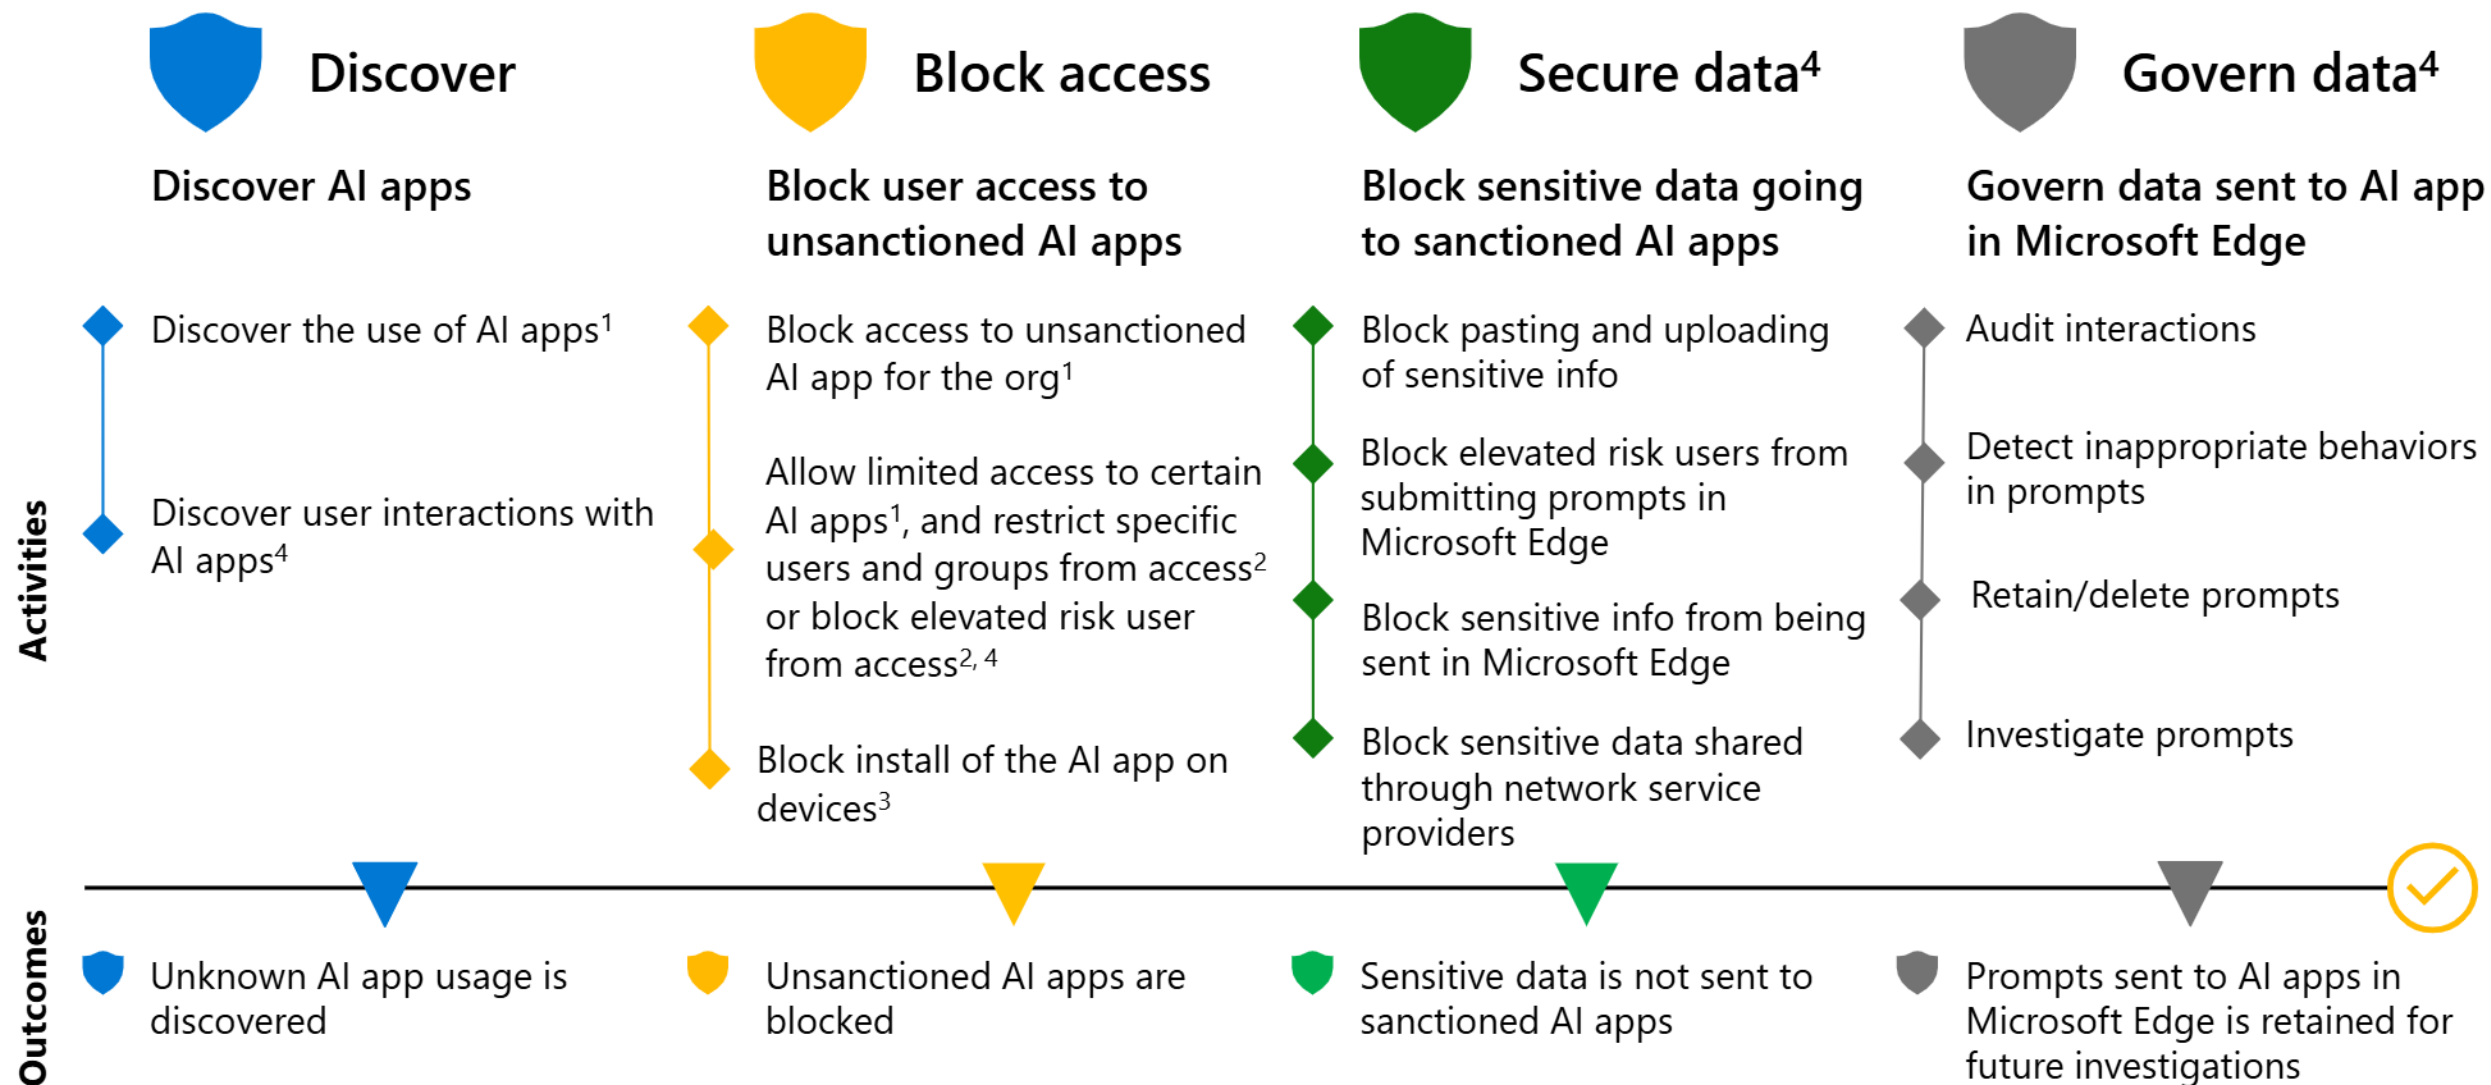 Discover
Discover AI apps
Discover the use of AI apps¹
Discover user interactions with
AI apps⁴
Block access
Block user access to
unsanctioned AI apps
Block access to unsanctioned
AI app for the org¹
Allow limited access to certain
AI apps¹, and restrict specific
users and groups from access²
or block elevated risk user
from access²,⁴
Block install of the AI app on
devices³
Secure data⁴
Block sensitive data going
to sanctioned AI apps
Block pasting and uploading
of sensitive info
Block elevated risk users from
submitting prompts in
Microsoft Edge
Block sensitive info from being
sent in Microsoft Edge
Block sensitive data shared
through network service
providers
Govern data⁴
Govern data sent to AI app
in Microsoft Edge
Audit interactions
Detect inappropriate behaviors
in prompts
Retain/delete prompts
Investigate prompts
Activities
Outcomes
Unknown AI app usage is
discovered
Unsanctioned AI apps are
blocked
Sensitive data is not sent to
sanctioned AI apps
Prompts sent to AI apps in
Microsoft Edge is retained for
future investigations